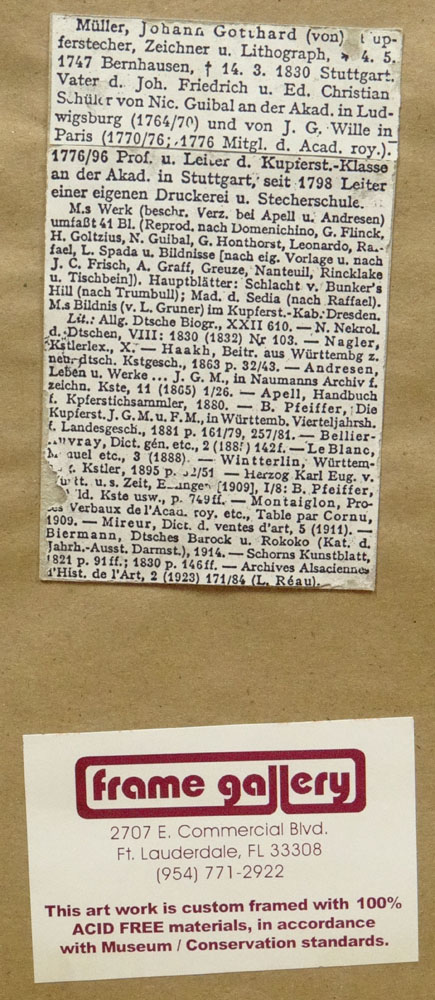 Müller, Johann Gotthard (von) Kup-
ferstecher, Zeichner u. Lithograph, * 4. 5.
1747 Bernhausen, † 14. 3. 1830 Stuttgart.
Vater d. Joh. Friedrich u. Ed. Christian
Schüler von Nic. Guibal an der Akad. in Lud-
wigsburg (1764/70) und von J. G. Wille in
Paris (1770/76; 1776 Mitgl. d. Acad. roy.).
1776/96 Prof. u. Leiter d. Kupferst.-Klasse
an der Akad. in Stuttgart, seit 1798 Leiter
einer eigenen Druckerei u. Stecherschule.
M.s Werk (beschr. Verz. bei Apell u. Andresen)
umfaßt 41 Bl. (Reprod. nach Domenichino, G. Flinck,
H. Goltzius, N. Guibal, G. Honthorst, Leonardo, Ra-
fael, L. Spada u. Bildnisse [nach eig. Vorlage u. nach
J. C. Frisch, A. Graff, Greuze, Nanteuil, Rincklake
u. Tischbein]). Hauptblätter: Schlacht v. Bunker's
Hill (nach Trumbull); Mad. d. Sedia (nach Raffael).
M.s Bildnis (v. L. Gruner) im Kupferst.-Kab. Dresden.
Lit.: Allg. Dtsche Biogr., XXII 610. — N. Nekrol.
d. Dtschen, VIII: 1830 (1832) Nr 103. — Nagler,
Kstlerlex., X. — Haakh, Beitr. aus Württembg z.
neu-dtsch. Kstgesch., 1863 p. 32/43. — Andresen,
Leben u. Werke ... J. G. M., in Naumanns Archiv f.
zeichn. Kste, 11 (1865) 1/26. — Apell, Handbuch
f. Kpferstichsammler, 1880. — B. Pfeiffer, Die
Kupferst. J. G. M. u. F. M., in Württemb. Vierteljahrsh.
f. Landesgesch., 1881 p. 161/79, 257/81. — Bellier-
Auvray, Dict. gén. etc., 2 (1885) 142f. — Le Blanc,
Manuel etc., 3 (1888). — Wintterlin, Württem-
Kstler, 1895 p. /51 — Herzog Karl Eug. v.
Württ. u. s. Zeit, Eßlingen [1909], I/8: B. Pfeiffer,
Bild. Kste usw., p. 749ff. — Montaiglon, Pro-
cès Verbaux de l'Acad. roy. etc., Table par Cornu,
1909. — Mireur, Dict. d. ventes d'art, 5 (1911). —
Biermann, Dtsches Barock u. Rokoko (Kat. d.
Jahrh.-Ausst. Darmst.), 1914. — Schorns Kunstblatt,
1821 p. 91ff.; 1830 p. 146ff. — Archives Alsaciennes
d'Hist. de l'Art, 2 (1923) 171/84 (L. Réau).
frame gallery
2707 E. Commercial Blvd.
Ft. Lauderdale, FL 33308
(954) 771-2922
This art work is custom framed with 100%
ACID FREE materials, in accordance
with Museum / Conservation standards.